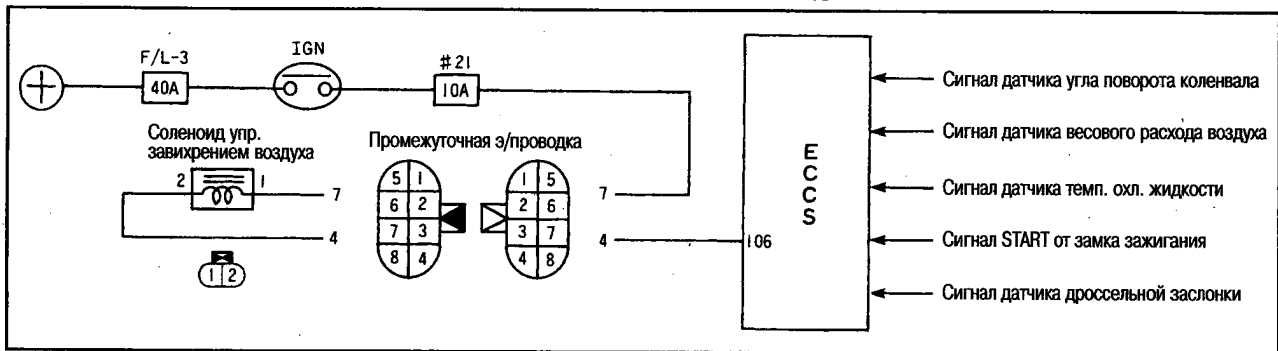 F/L-3
40A
IGN
#21
10A
Соленоид упр.
завихрением воздуха
2
1
7
4
1 2
Промежуточная э/проводка
5 1
6 2
7 3
8 4
1 5
2 6
3 7
4 8
7
4
106
ECCS
Сигнал датчика угла поворота коленвала
Сигнал датчика весового расхода воздуха
Сигнал датчика темп. охл. жидкости
Сигнал START от замка зажигания
Сигнал датчика дроссельной заслонки